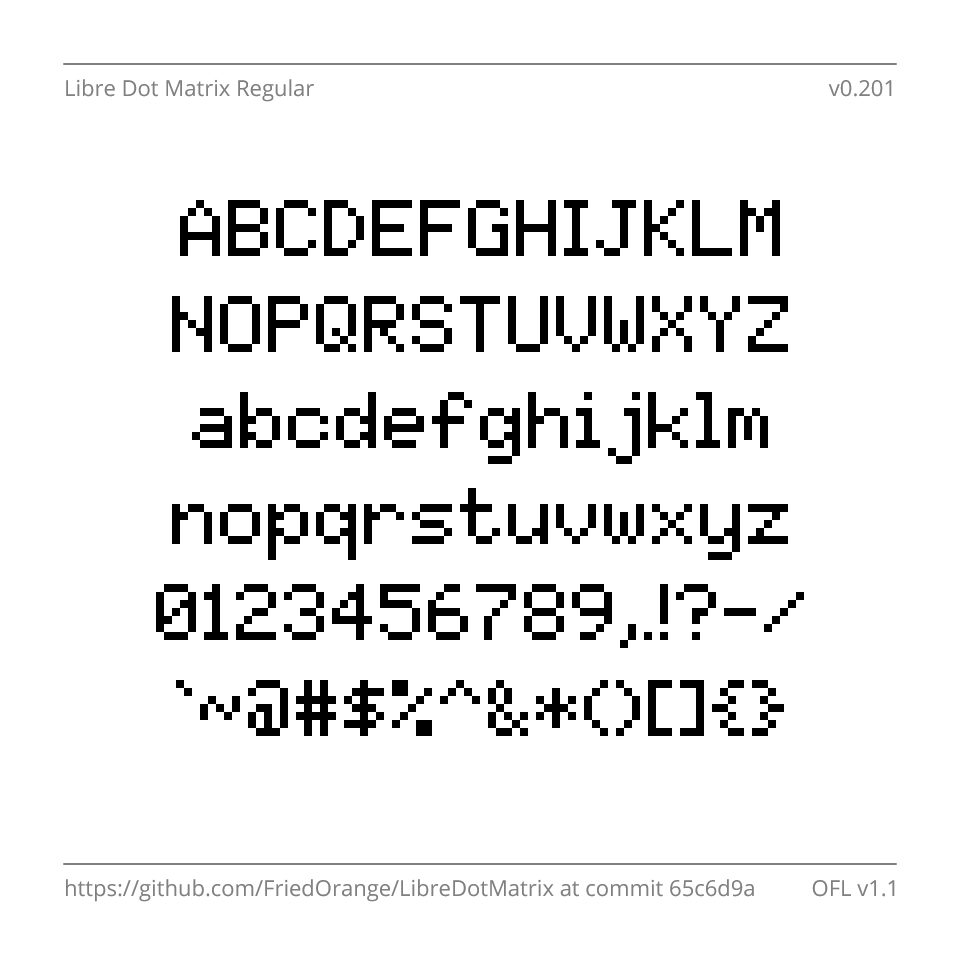 Libre Dot Matrix Regular v0.201
ABCDEFGHIJKLM
NOPQRSTUVWXYZ
abcdefghijklm
nopqrstuvwxyz
0123456789,.!?-/
`~@#$%^&*()[]{}
https://github.com/FriedOrange/LibreDotMatrix at commit 65c6d9a OFL v1.1